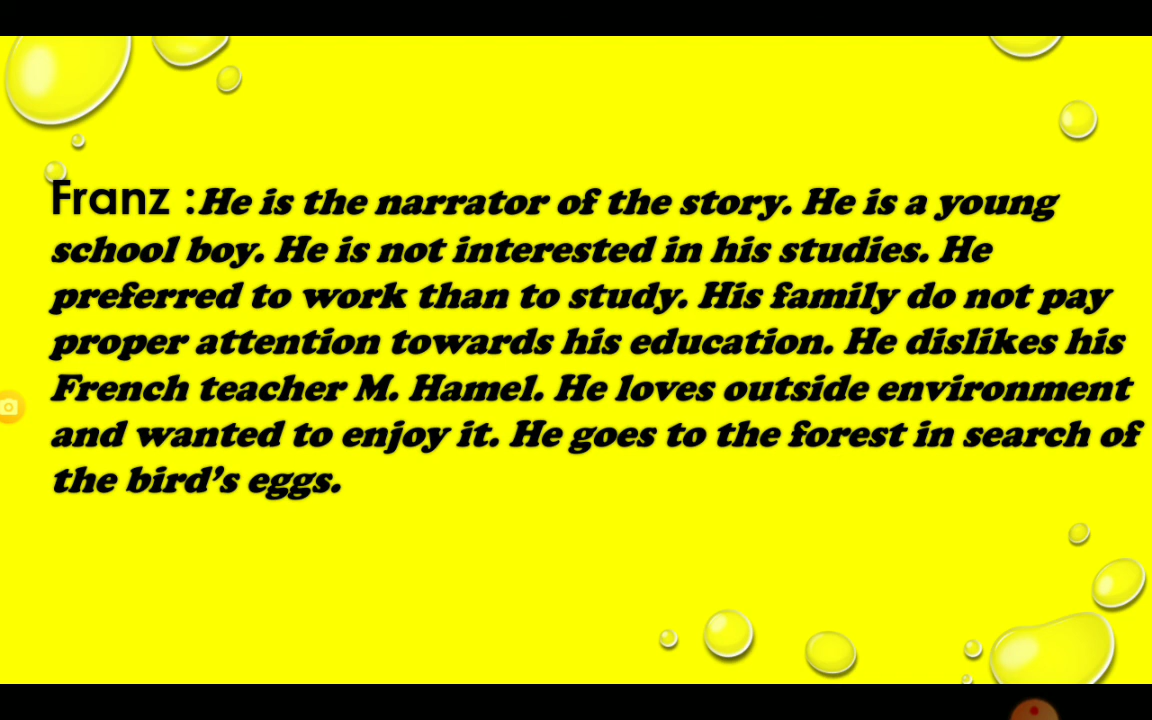 Franz :He is the narrator of the story. He is a young
school boy. He is not interested in his studies. He
preferred to work than to study. His family do not pay
proper attention towards his education. He dislikes his
French teacher M. Hamel. He loves outside environment
and wanted to enjoy it. He goes to the forest in search of
the bird’s eggs.